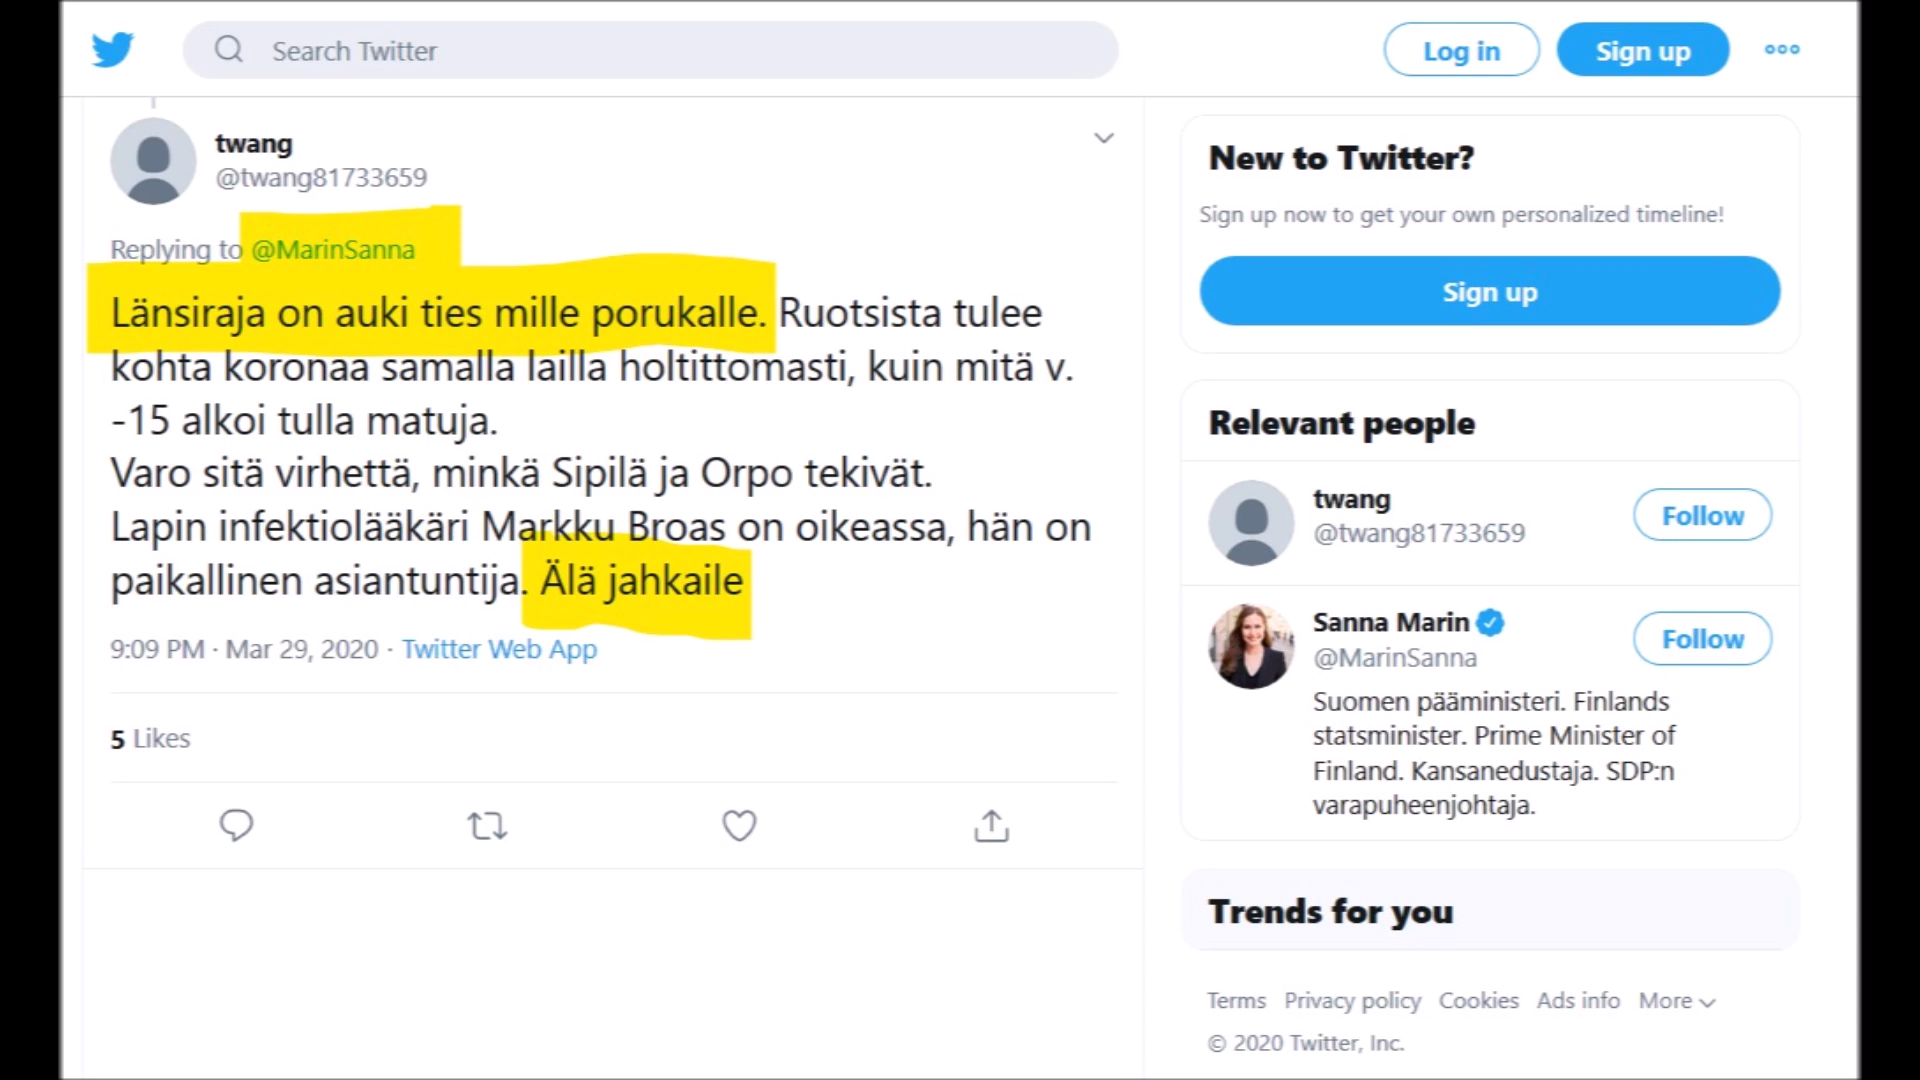 Search Twitter
Log in
Sign up
twang
@twang81733659
Replying to @MarinSanna
Länsiraja on auki ties mille porukalle. Ruotsista tulee
kohta koronaa samalla lailla holtittomasti, kuin mitä v.
-15 alkoi tulla matuja.
Varo sitä virhettä, minkä Sipilä ja Orpo tekivät.
Lapin infektiolääkäri Markku Broas on oikeassa, hän on
paikallinen asiantuntija. Älä jahkaile
9:09 PM · Mar 29, 2020 · Twitter Web App
5 Likes
New to Twitter?
Sign up now to get your own personalized timeline!
Sign up
Relevant people
twang
@twang81733659
Follow
Sanna Marin
@MarinSanna
Follow
Suomen pääministeri. Finlands
statsminister. Prime Minister of
Finland. Kansanedustaja. SDP:n
varapuheenjohtaja.
Trends for you
Terms Privacy policy Cookies Ads info More
© 2020 Twitter, Inc.